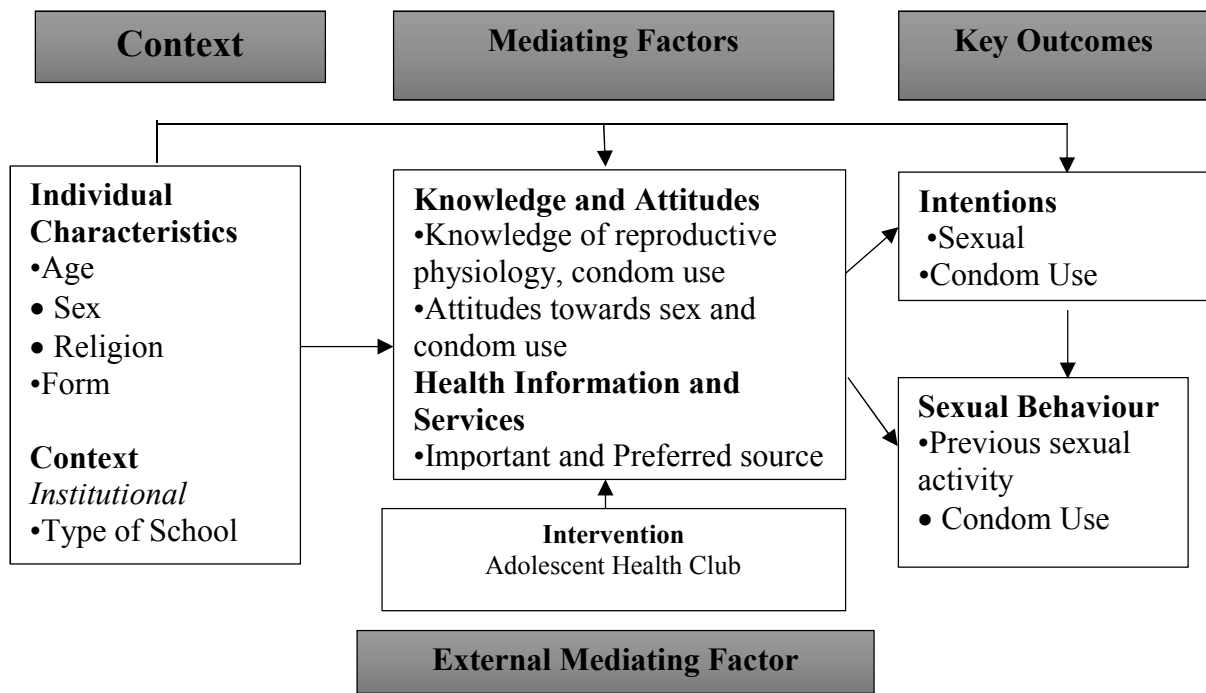 Context
Mediating Factors
Key Outcomes
Individual
Characteristics
•Age
• Sex
• Religion
•Form
Context
Institutional
•Type of School
Knowledge and Attitudes
•Knowledge of reproductive
physiology, condom use
•Attitudes towards sex and
condom use
Health Information and
Services
•Important and Preferred source
Intervention
Adolescent Health Club
Intentions
•Sexual
•Condom Use
Sexual Behaviour
•Previous sexual
activity
• Condom Use
External Mediating Factor